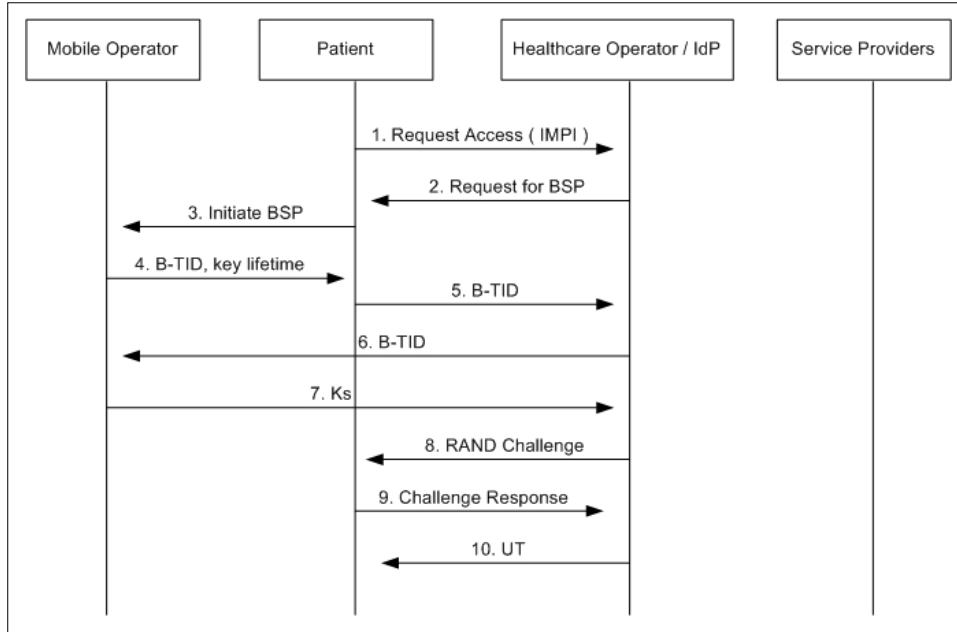 Mobile Operator
Patient
Healthcare Operator / IdP
Service Providers
1. Request Access ( IMPI )
2. Request for BSP
3. Initiate BSP
4. B-TID, key lifetime
5. B-TID
6. B-TID
7. Ks
8. RAND Challenge
9. Challenge Response
10. UT